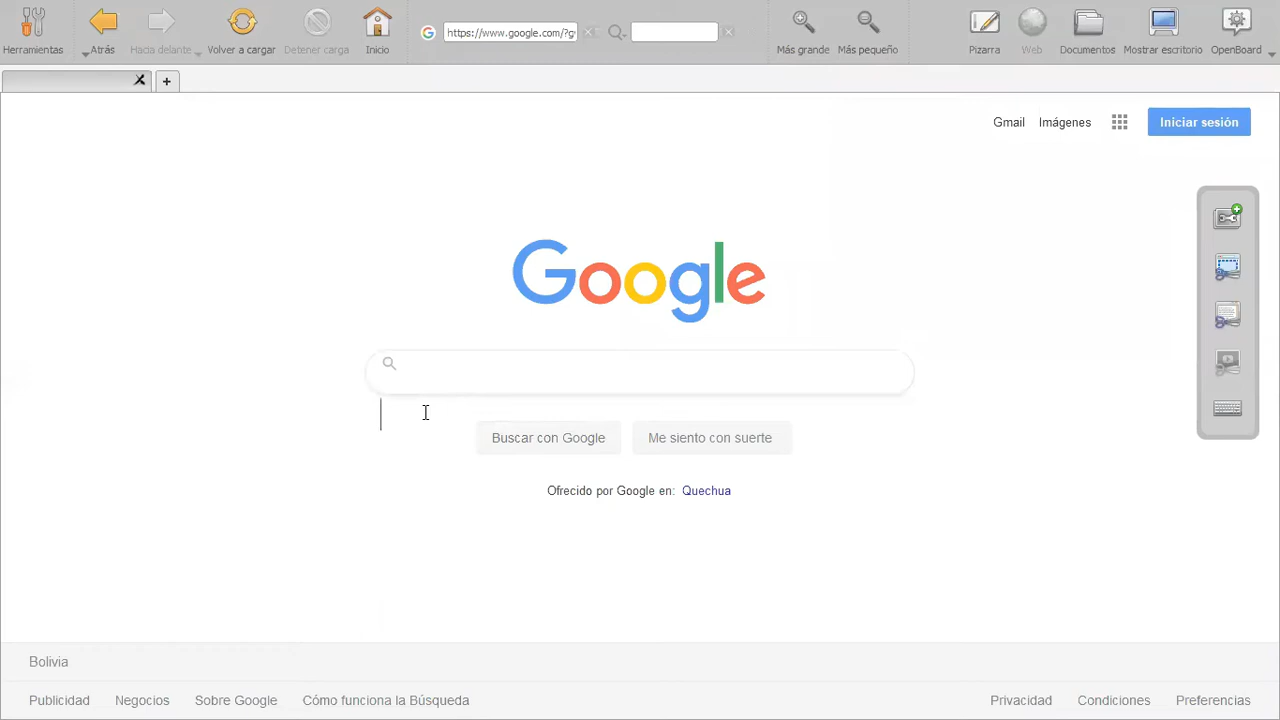 https://www.google.com/?g
Herramientas Atrás Hacia delante Volver a cargar Detener carga Inicio Más grande Más pequeño Pizarra Web Documentos Mostrar escritorio OpenBoard
Gmail Imágenes Iniciar sesión
Google
Buscar con Google Me siento con suerte
Ofrecido por Google en: Quechua
Bolivia
Publicidad Negocios Sobre Google Cómo funciona la Búsqueda Privacidad Condiciones Preferencias